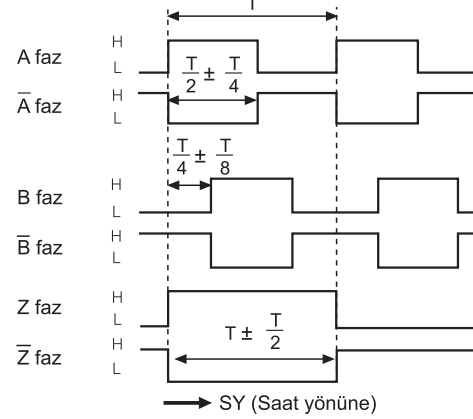 T
A faz H
L
T/2 ± T/4
A̅ faz H
L
T/4 ± T/8
B faz H
L
B̅ faz H
L
Z faz H
L
T ± T/2
Z̅ faz H
L
SY (Saat yönüne)